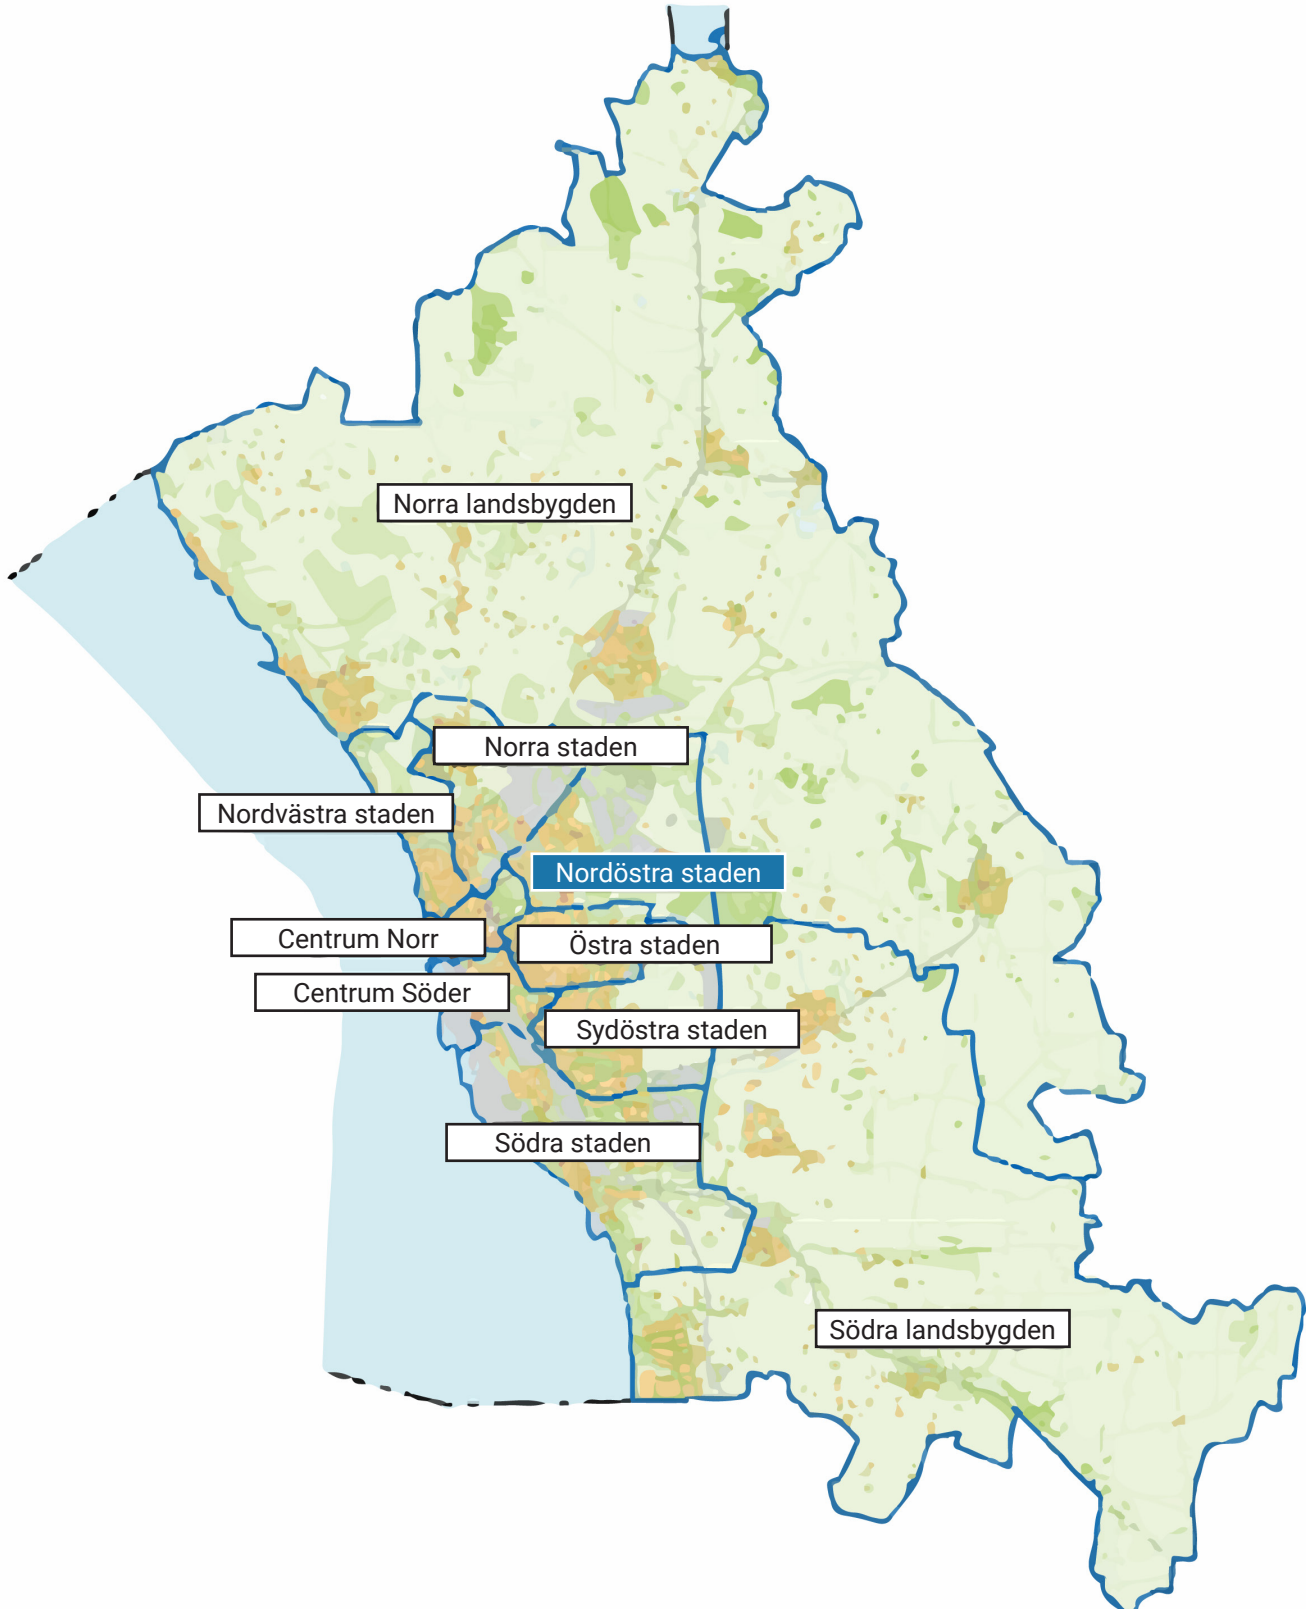 Norra landsbygden
Norra staden
Nordvästra staden
Nordöstra staden
Centrum Norr
Östra staden
Centrum Söder
Sydöstra staden
Södra staden
Södra landsbygden